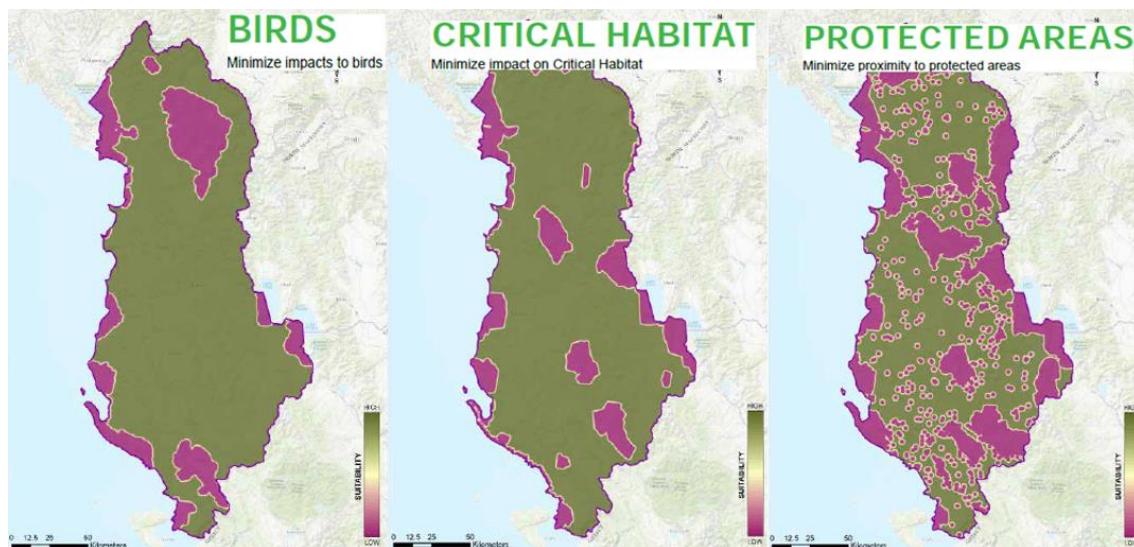 BIRDS
Minimize impacts to birds
HIGH
SUITABILITY
LOW
0 12.5 25 50
Kilometers
CRITICAL HABITAT
Minimize impact on Critical Habitat
N
HIGH
SUITABILITY
LOW
0 12.5 25 50
Kilometers
PROTECTED AREAS
Minimize proximity to protected areas
N
HIGH
SUITABILITY
LOW
0 12.5 25 50
Kilometers